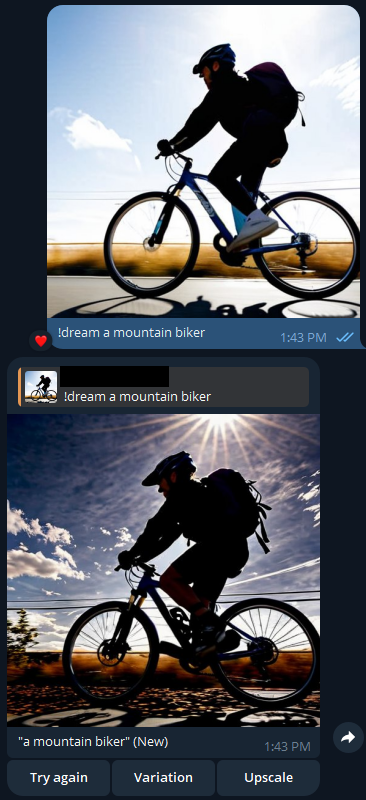 !dream a mountain biker
1:43 PM
!dream a mountain biker
"a mountain biker" (New)
1:43 PM
Try again
Variation
Upscale